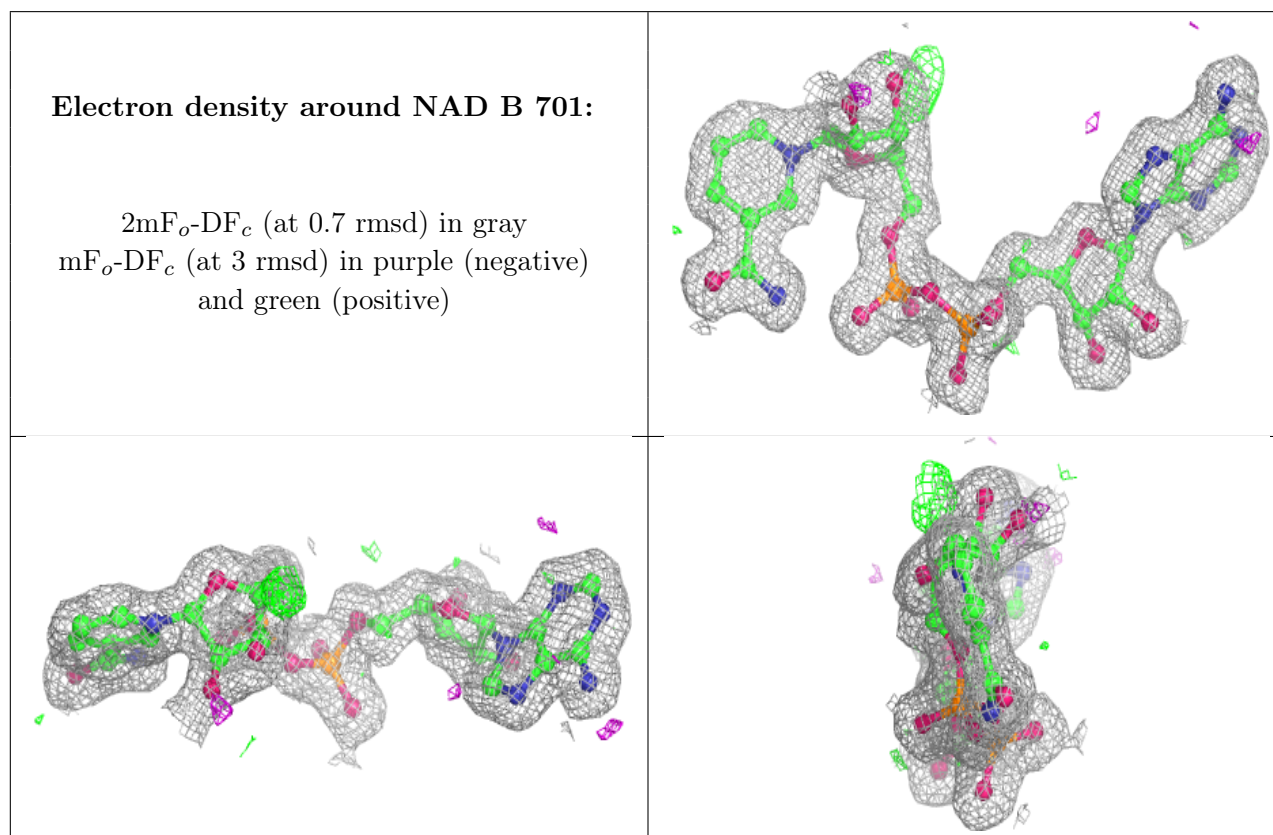 Electron density around NAD B 701:
2mFₒ-DF𝒸 (at 0.7 rmsd) in gray
mFₒ-DF𝒸 (at 3 rmsd) in purple (negative)
and green (positive)